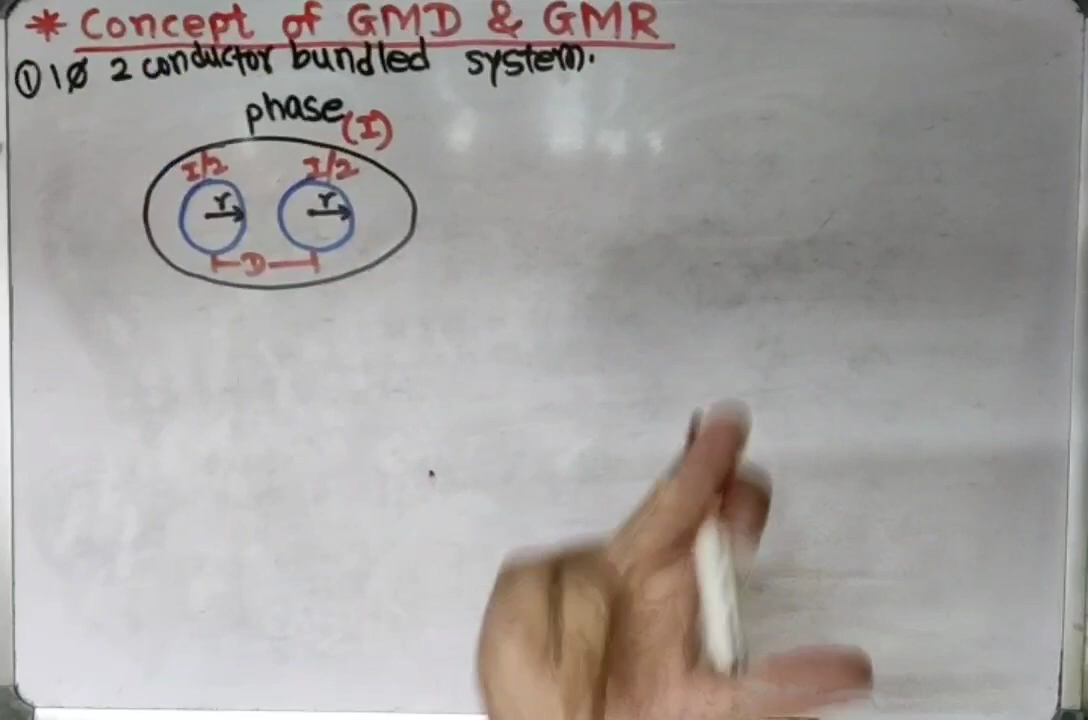 * Concept of GMD & GMR
① 1Ø 2 conductor bundled system.
phase (I)
I/2 I/2
r r
D